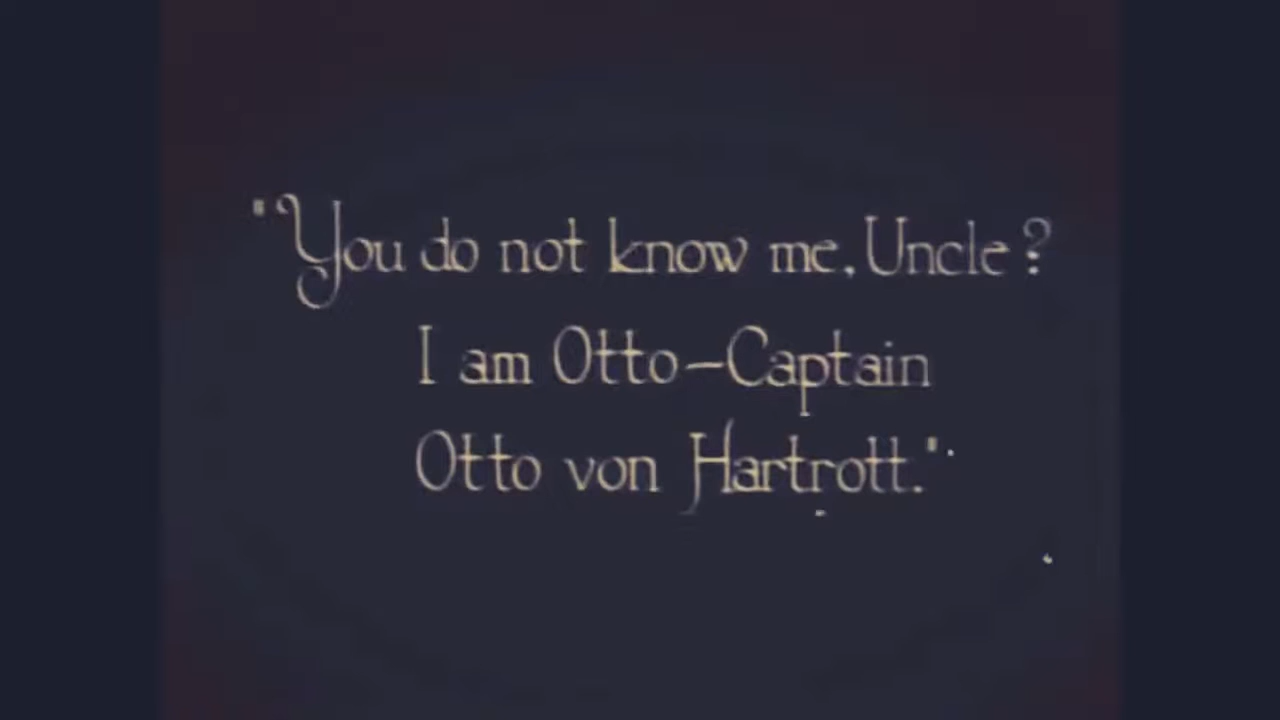 "You do not know me, Uncle?
I am Otto—Captain
Otto von Hartrott."